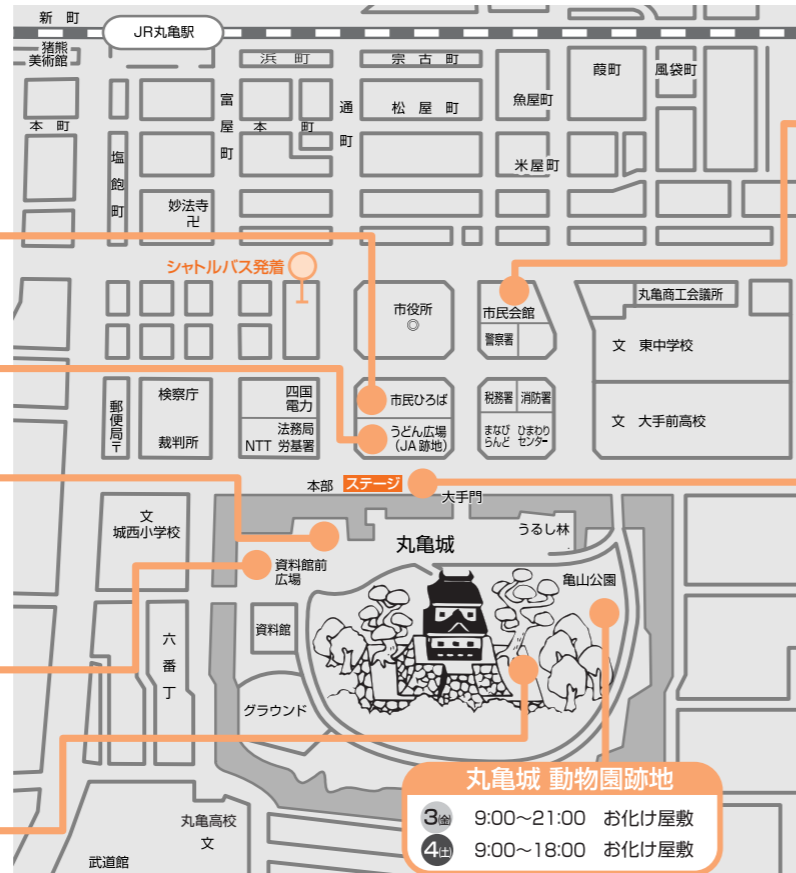 新町
JR丸亀駅
猪熊
美術館
浜町
宗古町
葭町
風袋町
富屋町
本町
通町
松屋町
魚屋町
本町
塩飽町
米屋町
妙法寺
卍
シャトルバス発着
市役所
◎
市民会館
警察署
丸亀商工会議所
文 東中学校
検察庁
裁判所
郵便局〒
四国
電力
法務局
NTT 労基署
市民ひろば
うどん広場
(JA跡地)
税務署
消防署
まなび
らんど
ひまわり
センター
文 大手前高校
本部
ステージ
大手門
文
城西小学校
丸亀城
うるし林
資料館前
広場
亀山公園
資料館
六番丁
グラウンド
丸亀城 動物園跡地
3㊎ 9:00~21:00 お化け屋敷
4㊏ 9:00~18:00 お化け屋敷
丸亀高校
文
武道館